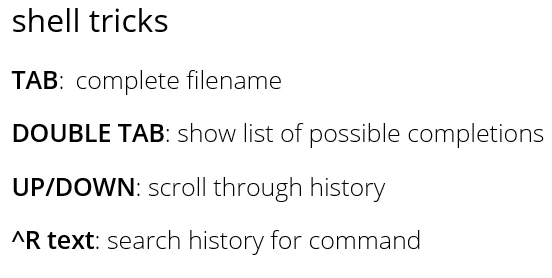 shell tricks
TAB: complete filename
DOUBLE TAB: show list of possible completions
UP/DOWN: scroll through history
^R text: search history for command